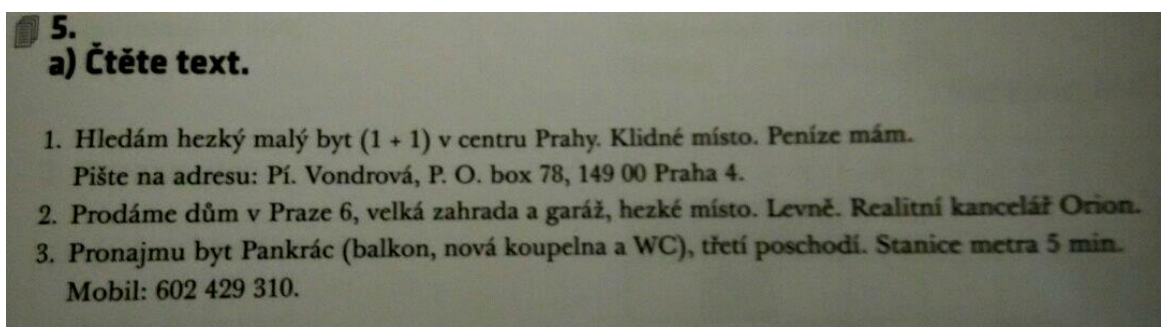 5.
a) Čtěte text.
1. Hledám hezký malý byt (1 + 1) v centru Prahy. Klidné místo. Peníze mám.
Pište na adresu: Pí. Vondrová, P. O. box 78, 149 00 Praha 4.
2. Prodáme dům v Praze 6, velká zahrada a garáž, hezké místo. Levně. Realitní kancelář Orion.
3. Pronajmu byt Pankrác (balkon, nová koupelna a WC), třetí poschodí. Stanice metra 5 min.
Mobil: 602 429 310.